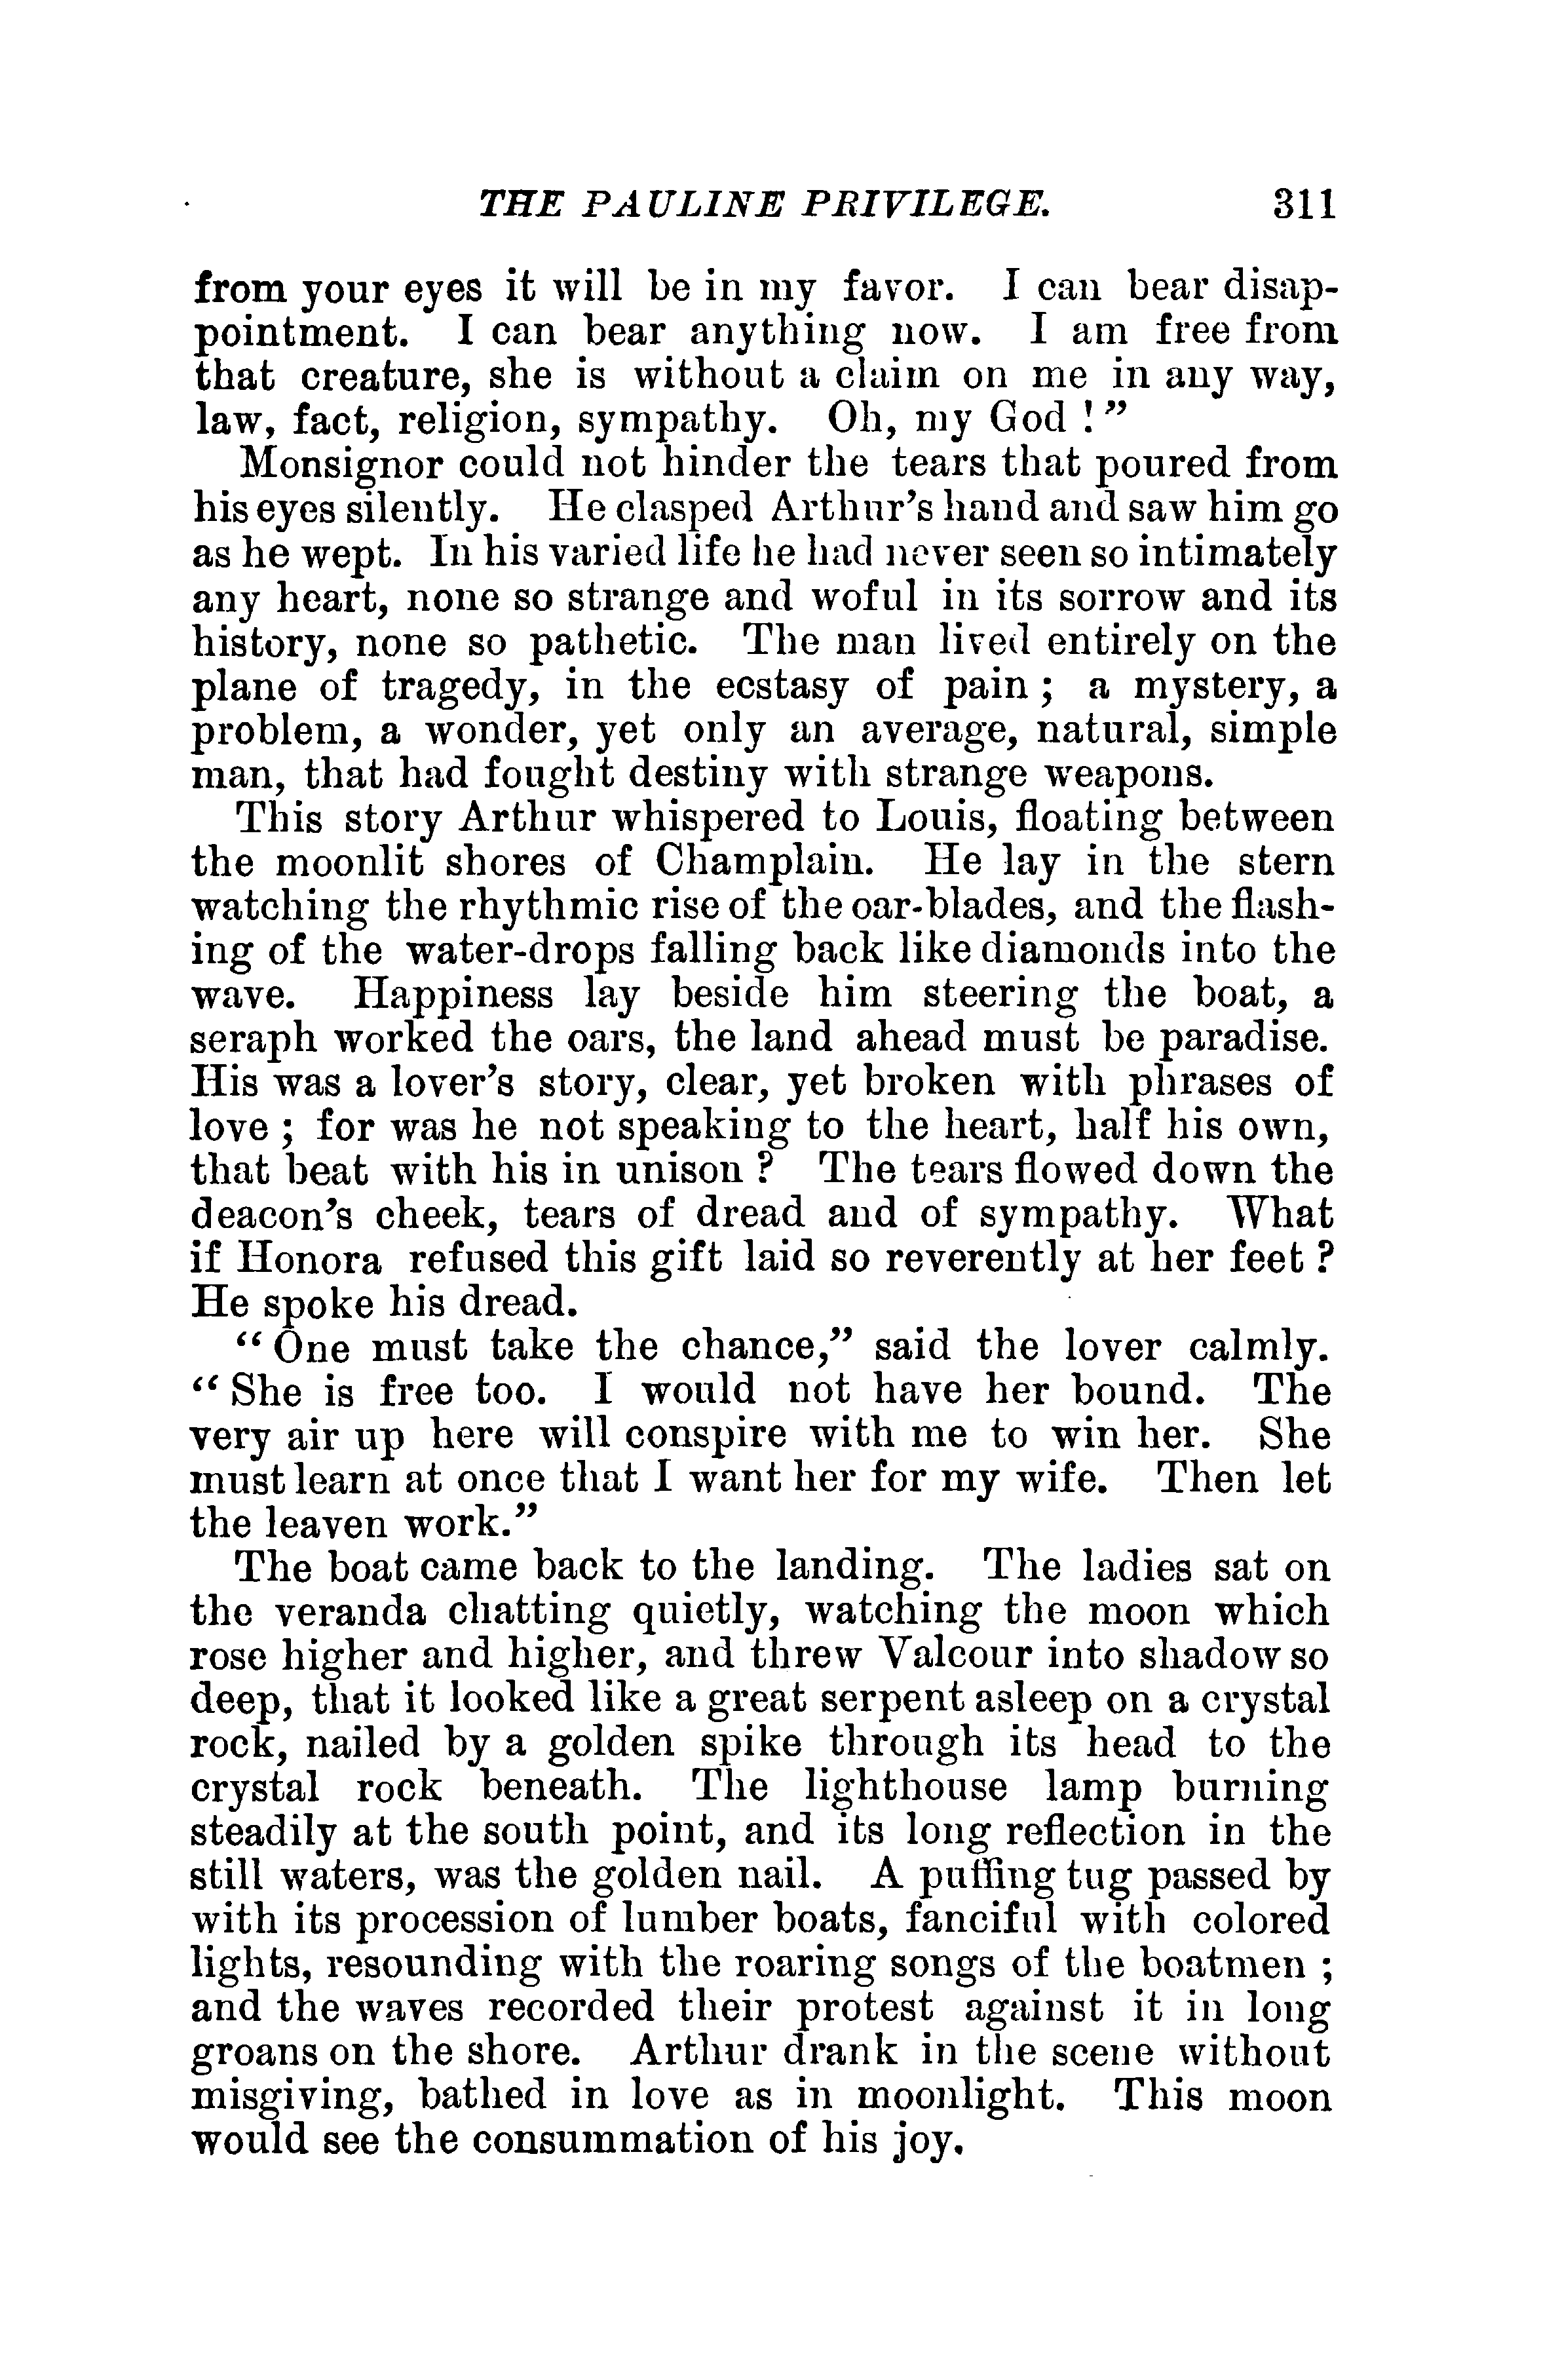 THE PAULINE PRIVILEGE. 311
from your eyes it will be in my favor. I can bear disap-
pointment. I can bear anything now. I am free from
that creature, she is without a claim on me in any way,
law, fact, religion, sympathy. Oh, my God !”
Monsignor could not hinder the tears that poured from
his eyes silently. He clasped Arthur’s hand and saw him go
as he wept. In his varied life he had never seen so intimately
any heart, none so strange and woful in its sorrow and its
history, none so pathetic. The man lived entirely on the
plane of tragedy, in the ecstasy of pain ; a mystery, a
problem, a wonder, yet only an average, natural, simple
man, that had fought destiny with strange weapons.
This story Arthur whispered to Louis, floating between
the moonlit shores of Champlain. He lay in the stern
watching the rhythmic rise of the oar-blades, and the flash-
ing of the water-drops falling back like diamonds into the
wave. Happiness lay beside him steering the boat, a
seraph worked the oars, the land ahead must be paradise.
His was a lover’s story, clear, yet broken with phrases of
love ; for was he not speaking to the heart, half his own,
that beat with his in unison ? The tears flowed down the
deacon’s cheek, tears of dread and of sympathy. What
if Honora refused this gift laid so reverently at her feet ?
He spoke his dread.
“ One must take the chance,” said the lover calmly.
“ She is free too. I would not have her bound. The
very air up here will conspire with me to win her. She
must learn at once that I want her for my wife. Then let
the leaven work.”
The boat came back to the landing. The ladies sat on
the veranda chatting quietly, watching the moon which
rose higher and higher, and threw Valcour into shadow so
deep, that it looked like a great serpent asleep on a crystal
rock, nailed by a golden spike through its head to the
crystal rock beneath. The lighthouse lamp burning
steadily at the south point, and its long reflection in the
still waters, was the golden nail. A puffing tug passed by
with its procession of lumber boats, fanciful with colored
lights, resounding with the roaring songs of the boatmen ;
and the waves recorded their protest against it in long
groans on the shore. Arthur drank in the scene without
misgiving, bathed in love as in moonlight. This moon
would see the consummation of his joy.